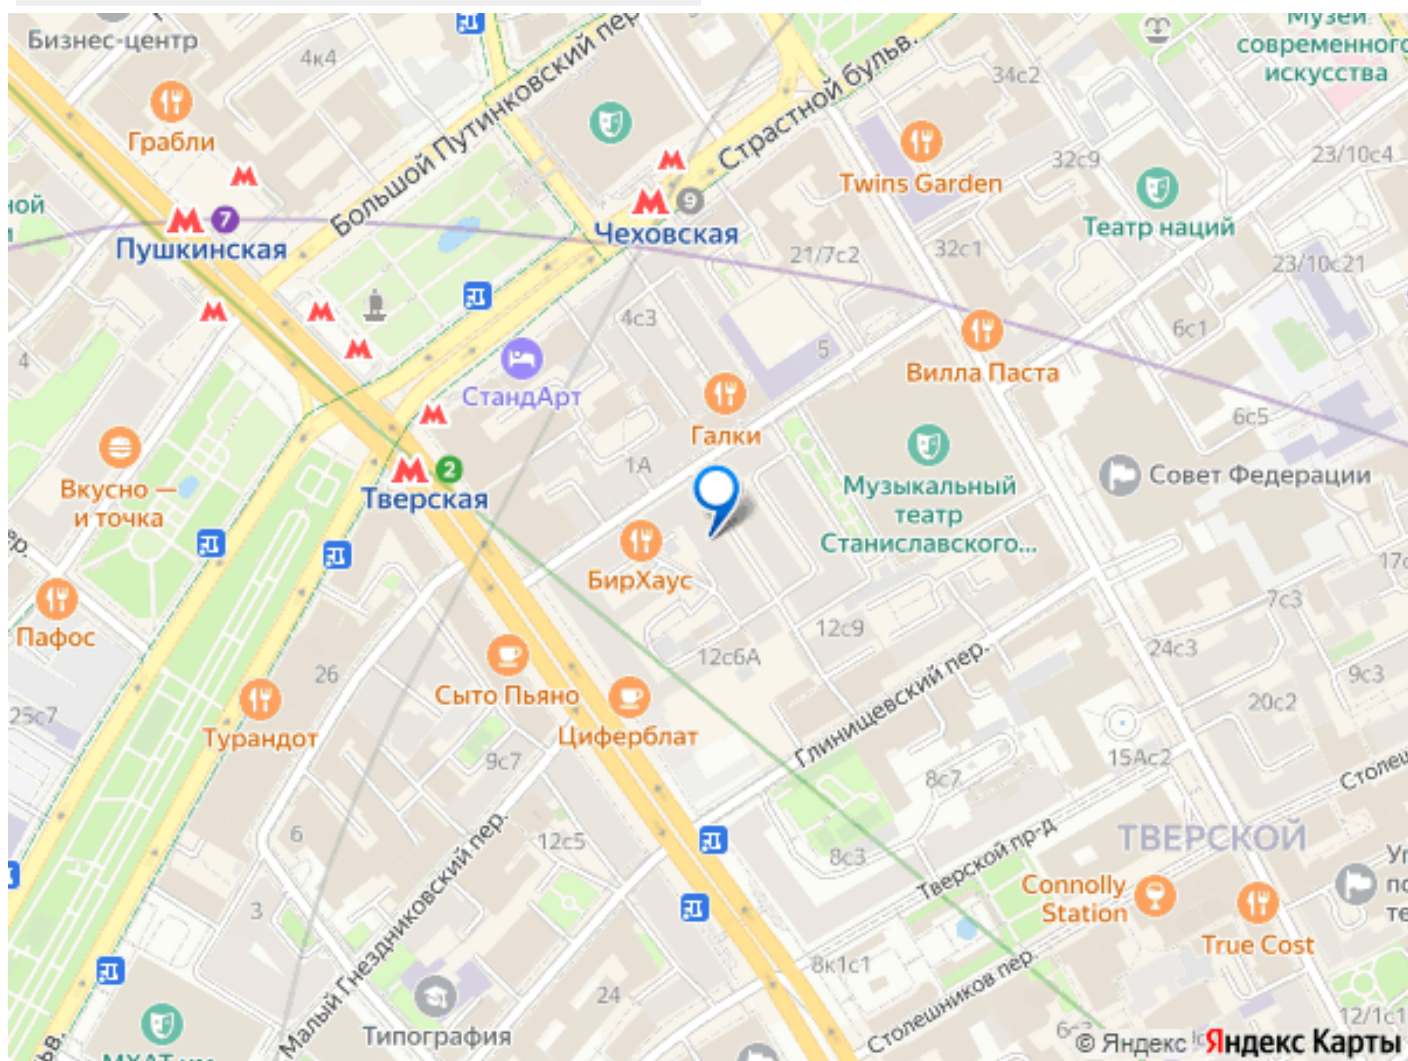 Бизнес-центр
4к4
Большой Путинковский пер.
Музей
современного
искусства
34с2
Страстной бульв.
Грабли
Twins Garden
32с9
23/10с4
Театр наций
7
Пушкинская
9
Чеховская
21/7с2
32с1
23/10с21
4с3
5
6с1
4
СтандАрт
Вилла Паста
Галки
6с5
1А
2
Тверская
Вкусно —
и точка
Музыкальный
театр
Станиславского...
Совет Федерации
БирХаус
Пафос
7с3
12с9
12с6А
24с3
9с3
Глинищевский пер.
26
Сыто Пьяно
Циферблат
20с2
25с7
Турандот
9с7
8с7
15Ас2
6
12с5
8с3
Тверской пр-д
ТВЕРСКОЙ
Connolly
Station
True Cost
3
Малый Гнездниковский пер.
8к1с1
24
Столешников пер.
Типография
12/1с1
© Яндекс
Яндекс Карты